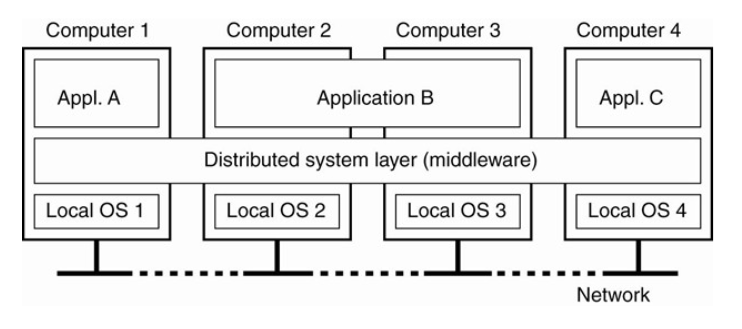 Computer 1 Computer 2 Computer 3 Computer 4
Appl. A Application B Appl. C
Distributed system layer (middleware)
Local OS 1 Local OS 2 Local OS 3 Local OS 4
Network